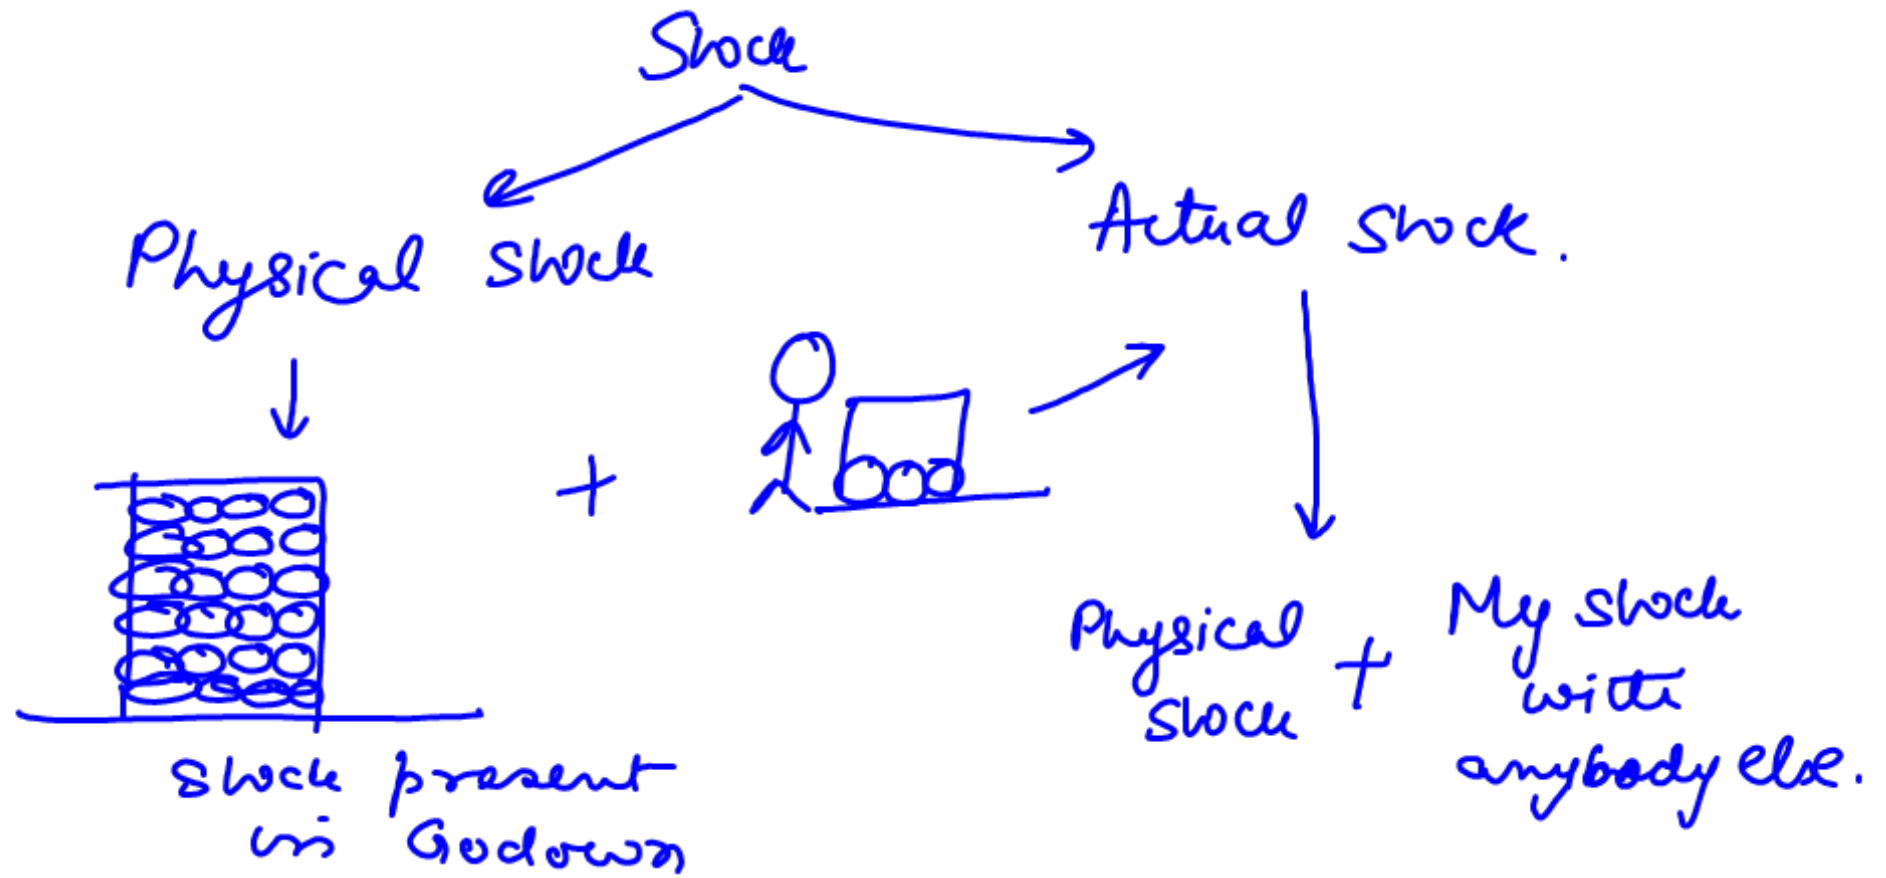 Stock
Physical stock
Actual stock.
+
stock present
in Godown
Physical
stock
+
My stock
with
anybody else.